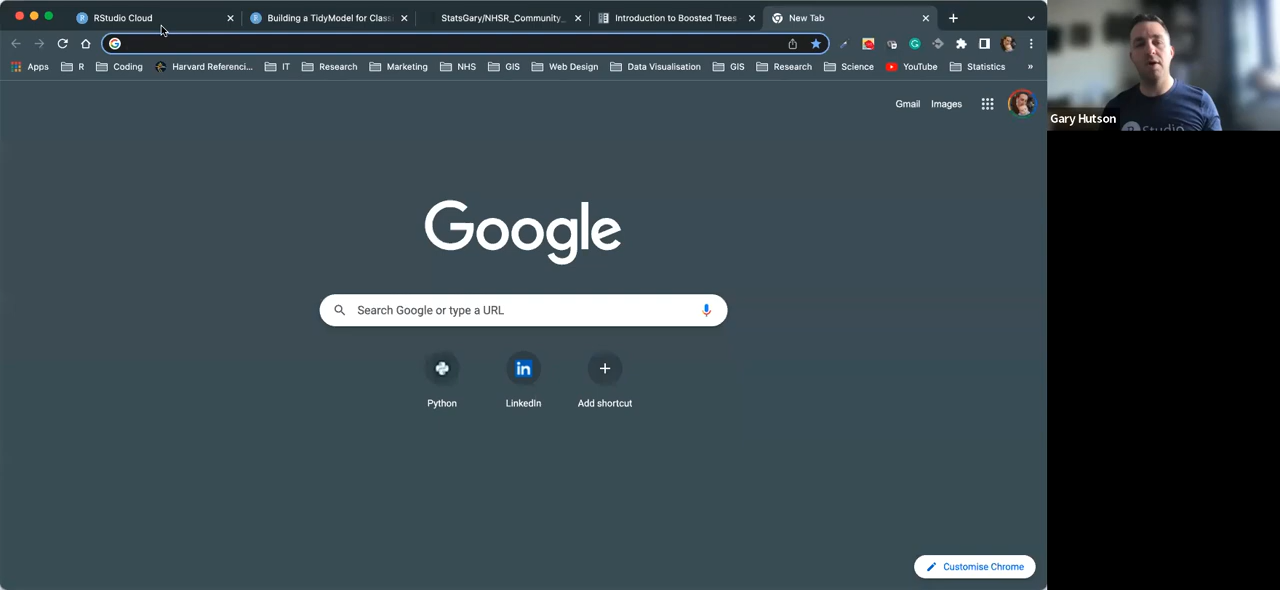 RStudio Cloud
Building a TidyModel for Classi
StatsGary/NHSR_Community_
Introduction to Boosted Trees
New Tab
Apps R Coding Harvard Referenci... IT Research Marketing NHS GIS Web Design Data Visualisation GIS Research Science YouTube Statistics »
Gmail Images
Gary Hutson
Studio
Google
Search Google or type a URL
Python LinkedIn Add shortcut
Customise Chrome